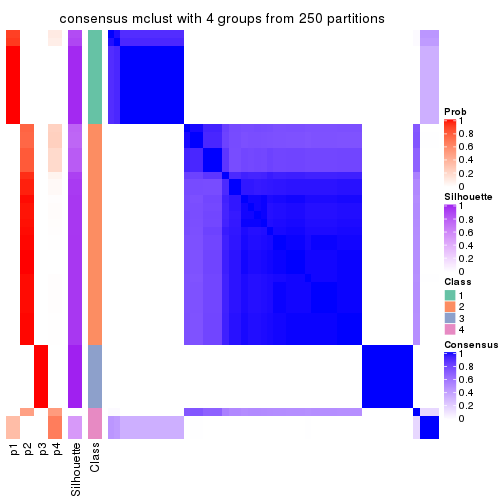 consensus mclust with 4 groups from 250 partitions
Prob
1
0.8
0.6
0.4
0.2
0
Silhouette
1
0.8
0.6
0.4
0.2
0
Class
1
2
3
4
Consensus
1
0.8
0.6
0.4
0.2
0
p1
p2
p3
p4
Silhouette
Class